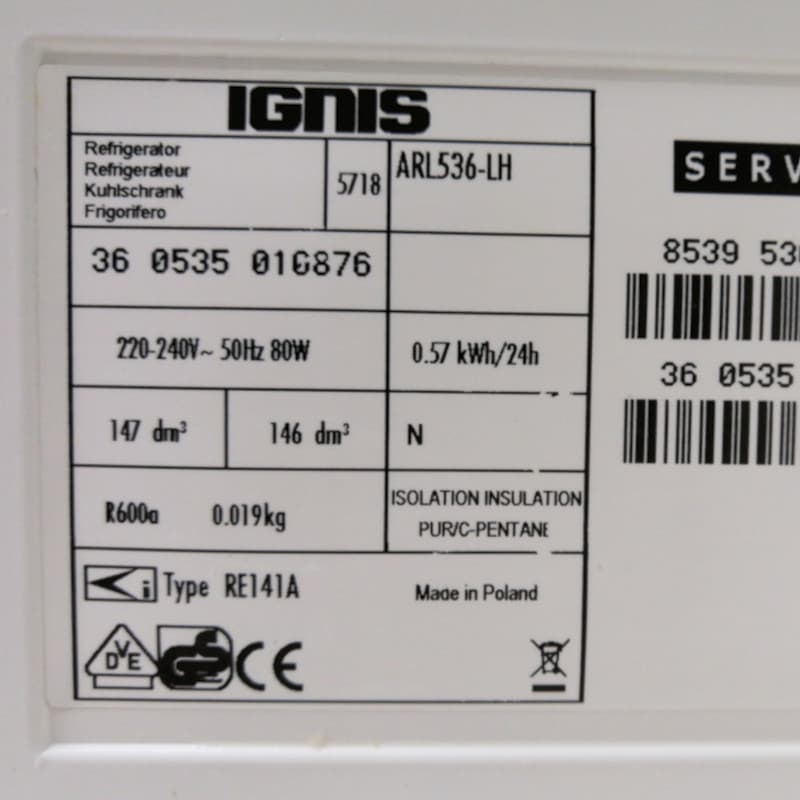 IGNIS
Refrigerator
Refrigerateur
Kuhlschrank
Frigorifero
5718
ARL536-LH
36 0535 016876
220-240V~ 50Hz 80W
0.57 kWh/24h
147 dm³
146 dm³
N
R600a 0.019kg
ISOLATION INSULATION
PUR/C-PENTANE
i Type RE141A
Made in Poland
DVE
GS
CE
SERV
8539 53
36 0535